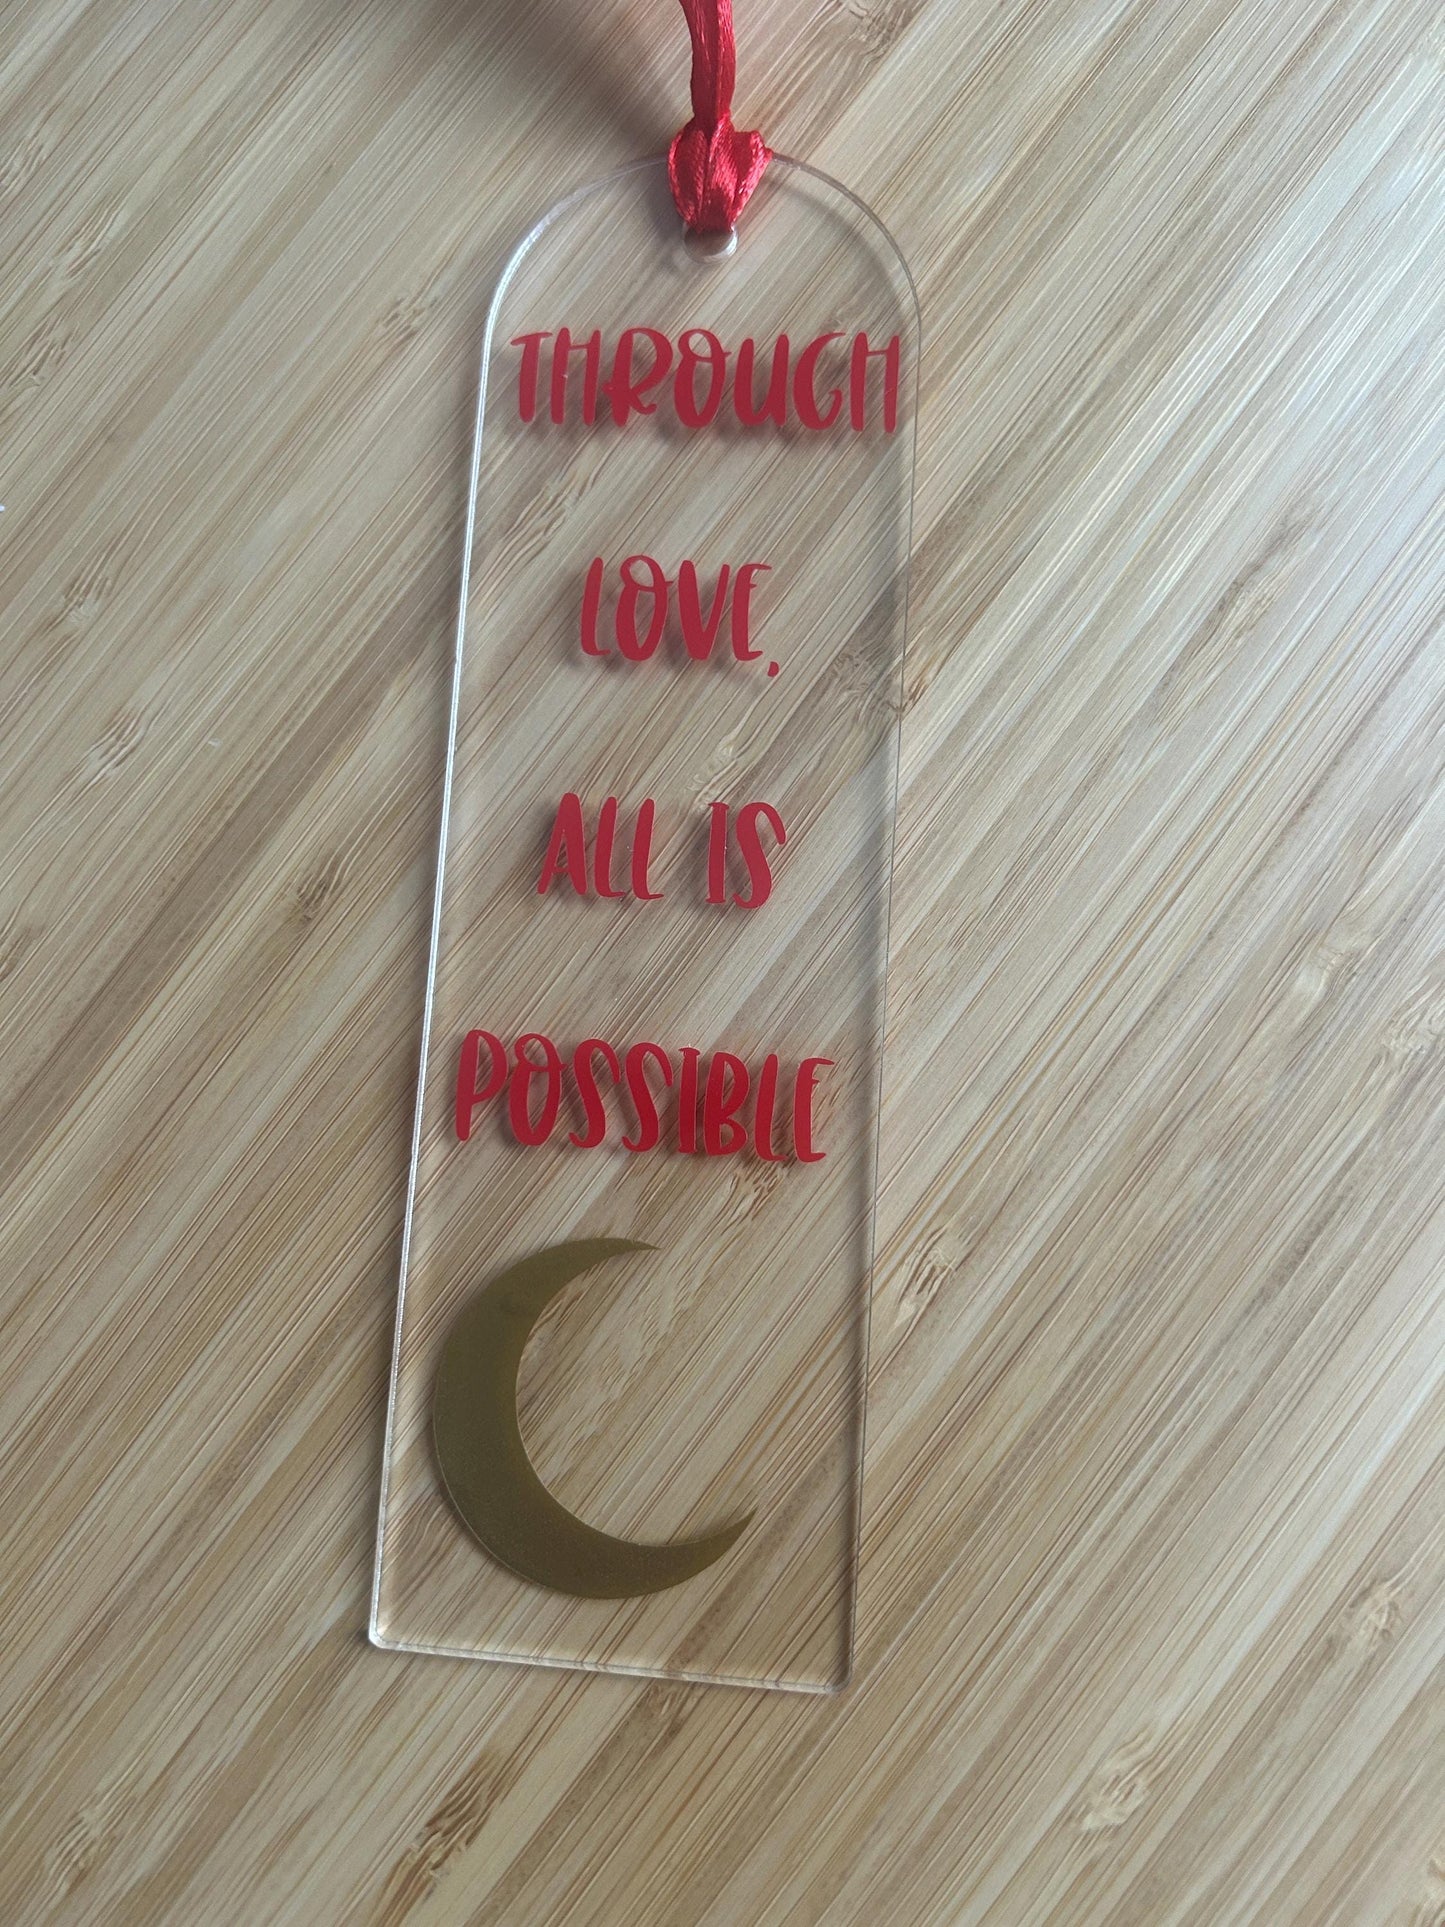 THROUGH
LOVE,
ALL IS
POSSIBLE